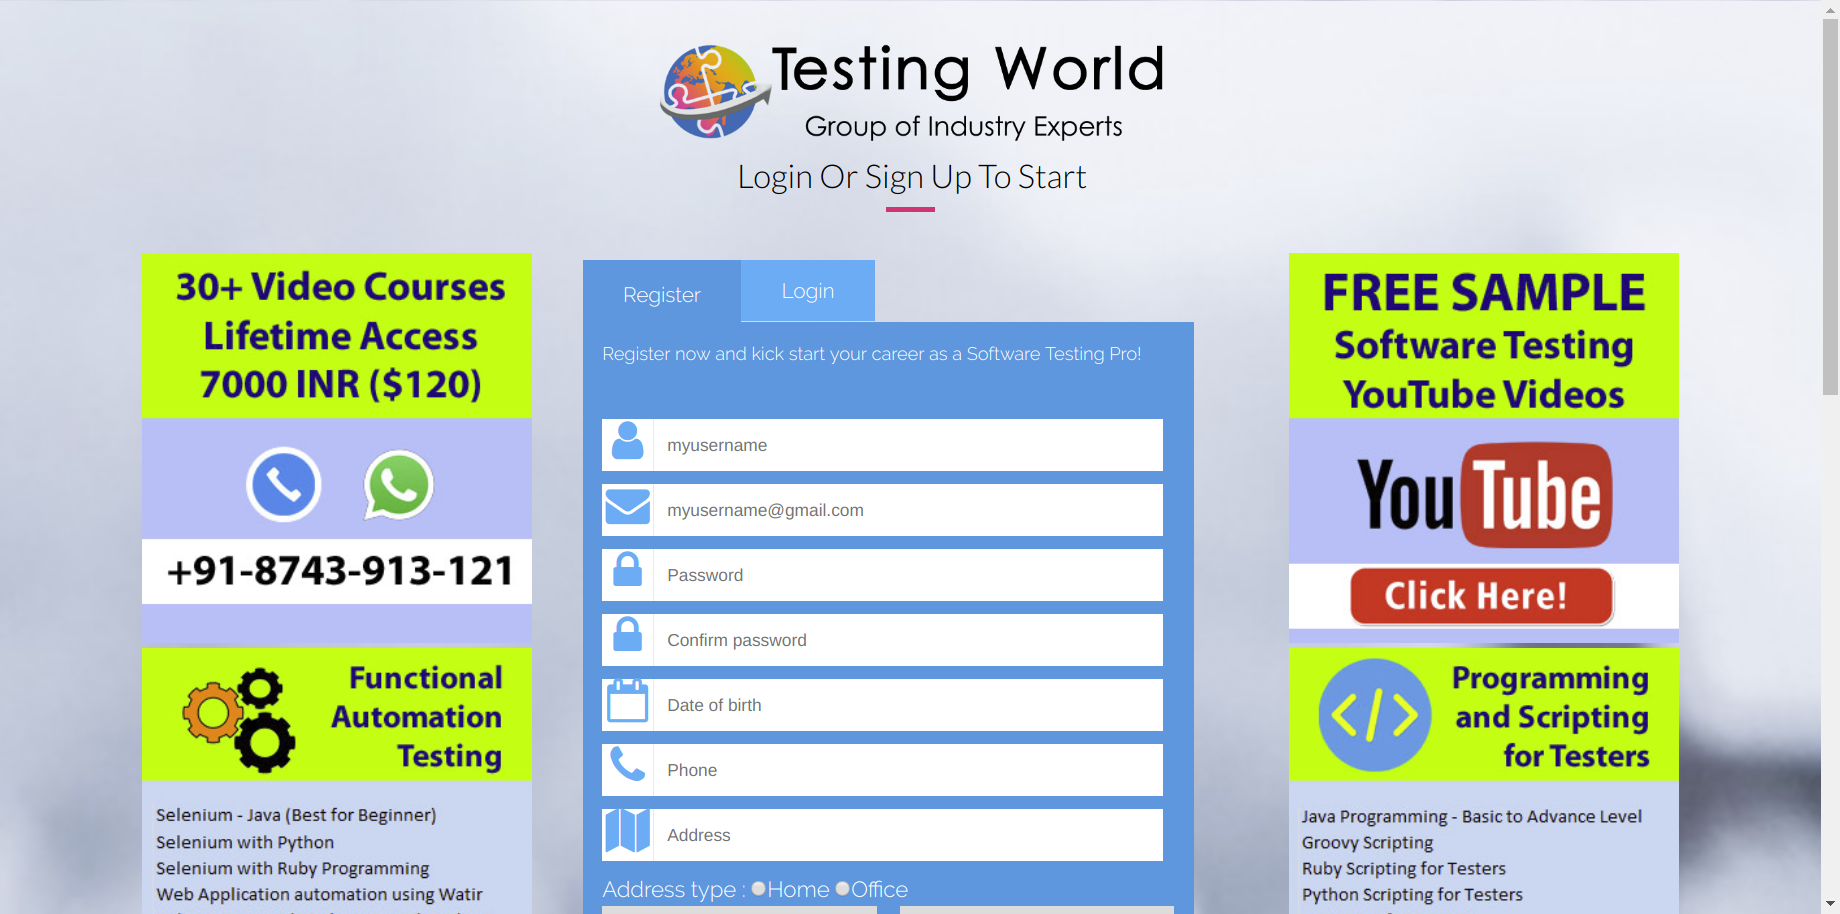 Testing World
Group of Industry Experts
Login Or Sign Up To Start
30+ Video Courses
Lifetime Access
7000 INR ($120)
+91-8743-913-121
Functional
Automation
Testing
Selenium - Java (Best for Beginner)
Selenium with Python
Selenium with Ruby Programming
Web Application automation using Watir
Register
Login
Register now and kick start your career as a Software Testing Pro!
myusername
myusername@gmail.com
Password
Confirm password
Date of birth
Phone
Address
Address type : Home Office
FREE SAMPLE
Software Testing
YouTube Videos
YouTube
Click Here!
Programming
and Scripting
for Testers
Java Programming - Basic to Advance Level
Groovy Scripting
Ruby Scripting for Testers
Python Scripting for Testers